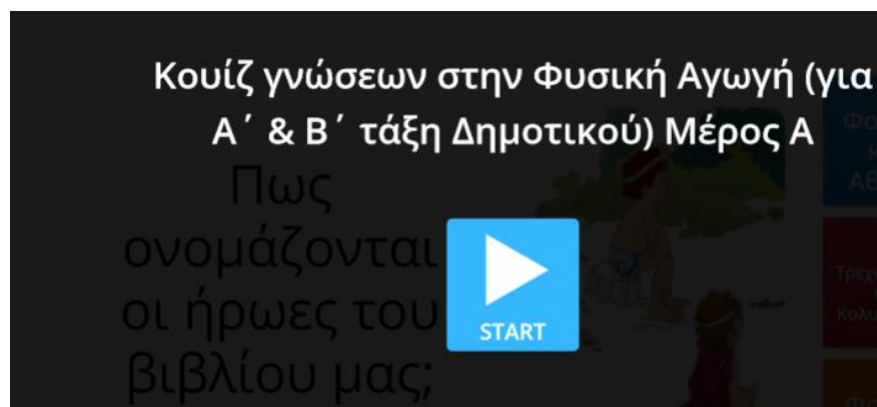 Κουίζ γνώσεων στην Φυσική Αγωγή (για
Α΄ & Β΄ τάξη Δημοτικού) Μέρος Α
Πως
ονομάζονται
οι ήρωες του
βιβλίου μας;
START